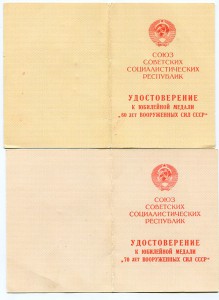 СОЮЗ
СОВЕТСКИХ
СОЦИАЛИСТИЧЕСКИХ
РЕСПУБЛИК
УДОСТОВЕРЕНИЕ
К ЮБИЛЕЙНОЙ МЕДАЛИ
„60 ЛЕТ ВООРУЖЕННЫХ СИЛ СССР“
СОЮЗ
СОВЕТСКИХ
СОЦИАЛИСТИЧЕСКИХ
РЕСПУБЛИК
УДОСТОВЕРЕНИЕ
К ЮБИЛЕЙНОЙ МЕДАЛИ
„70 ЛЕТ ВООРУЖЕННЫХ СИЛ СССР“